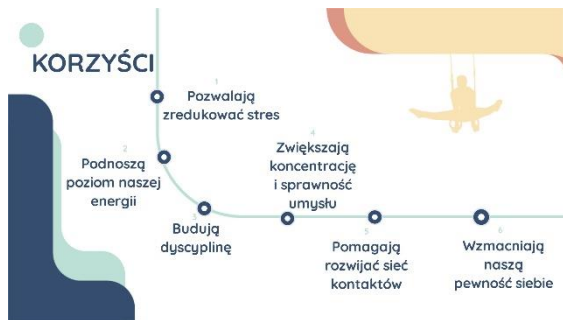 KORZYŚCI
1
Pozwalają
zredukować stres
2
Podnoszą
poziom naszej
energii
3
Budują
dyscyplinę
4
Zwiększają
koncentrację
i sprawność
umysłu
5
Pomagają
rozwijać sieć
kontaktów
6
Wzmacniają
naszą
pewność siebie